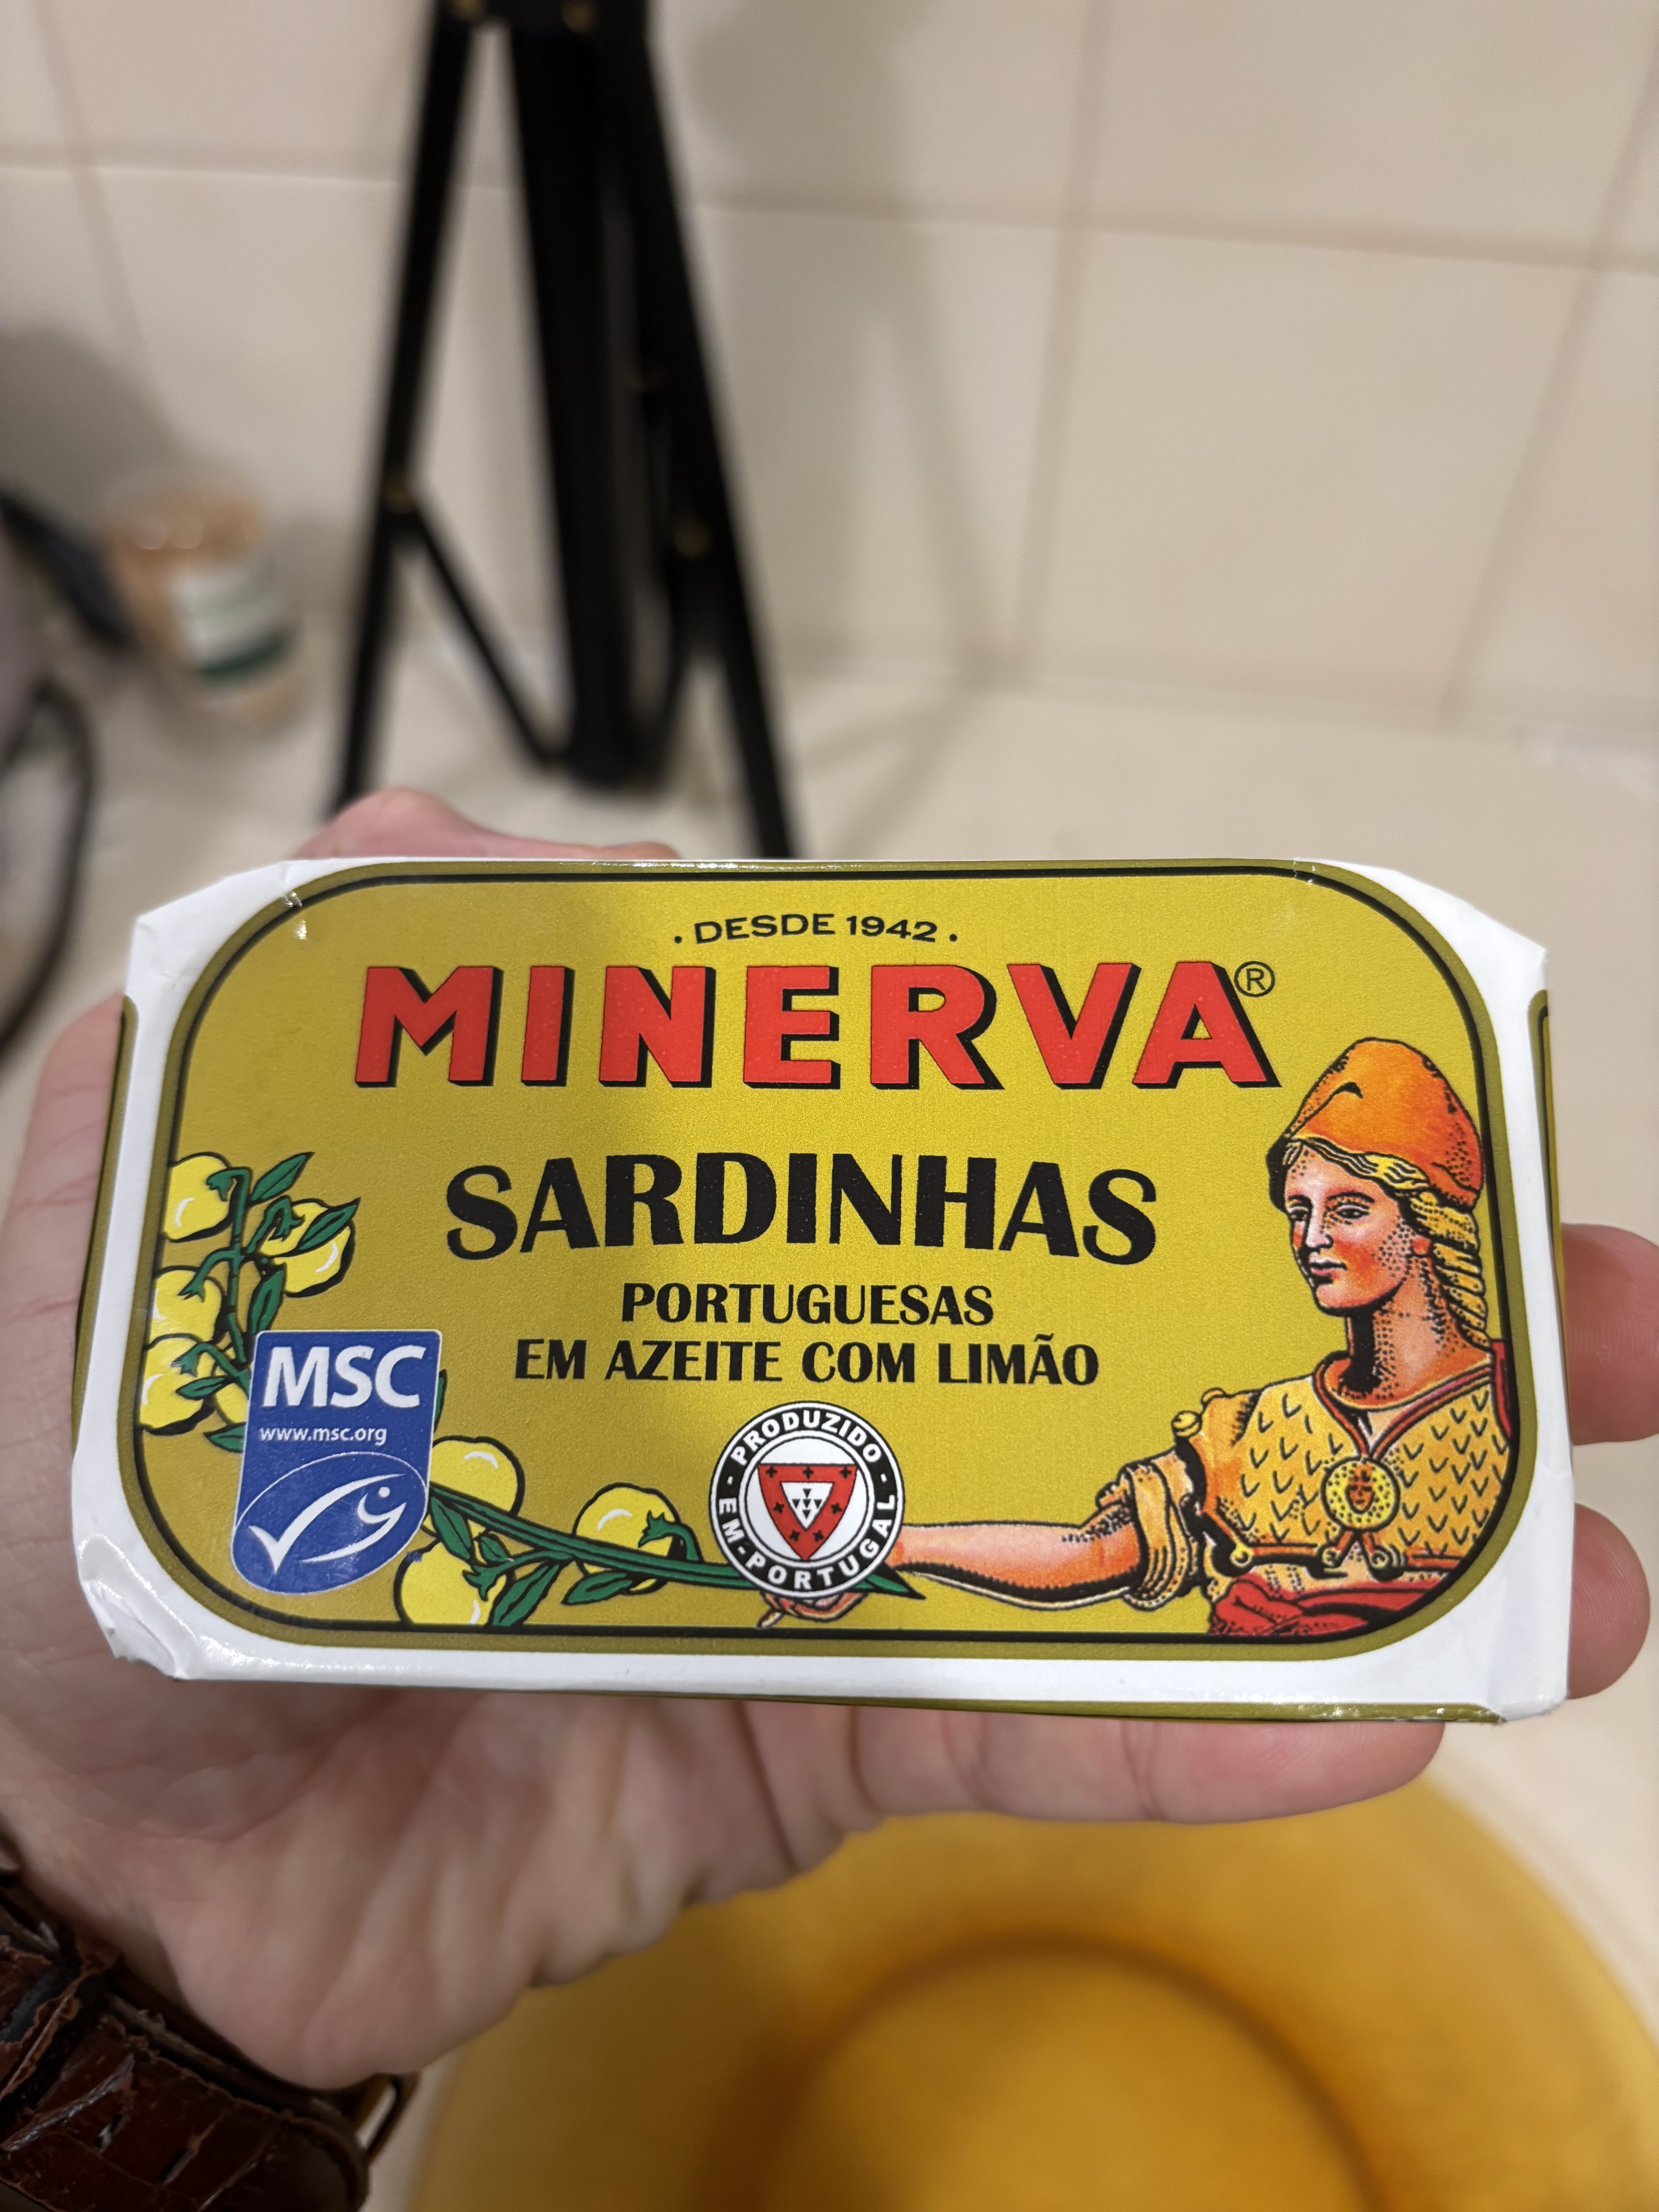 . DESDE 1942 .
MINERVA®
SARDINHAS
PORTUGUESAS
EM AZEITE COM LIMÃO
MSC
www.msc.org
PRODUZIDO
EM-PORTUGAL